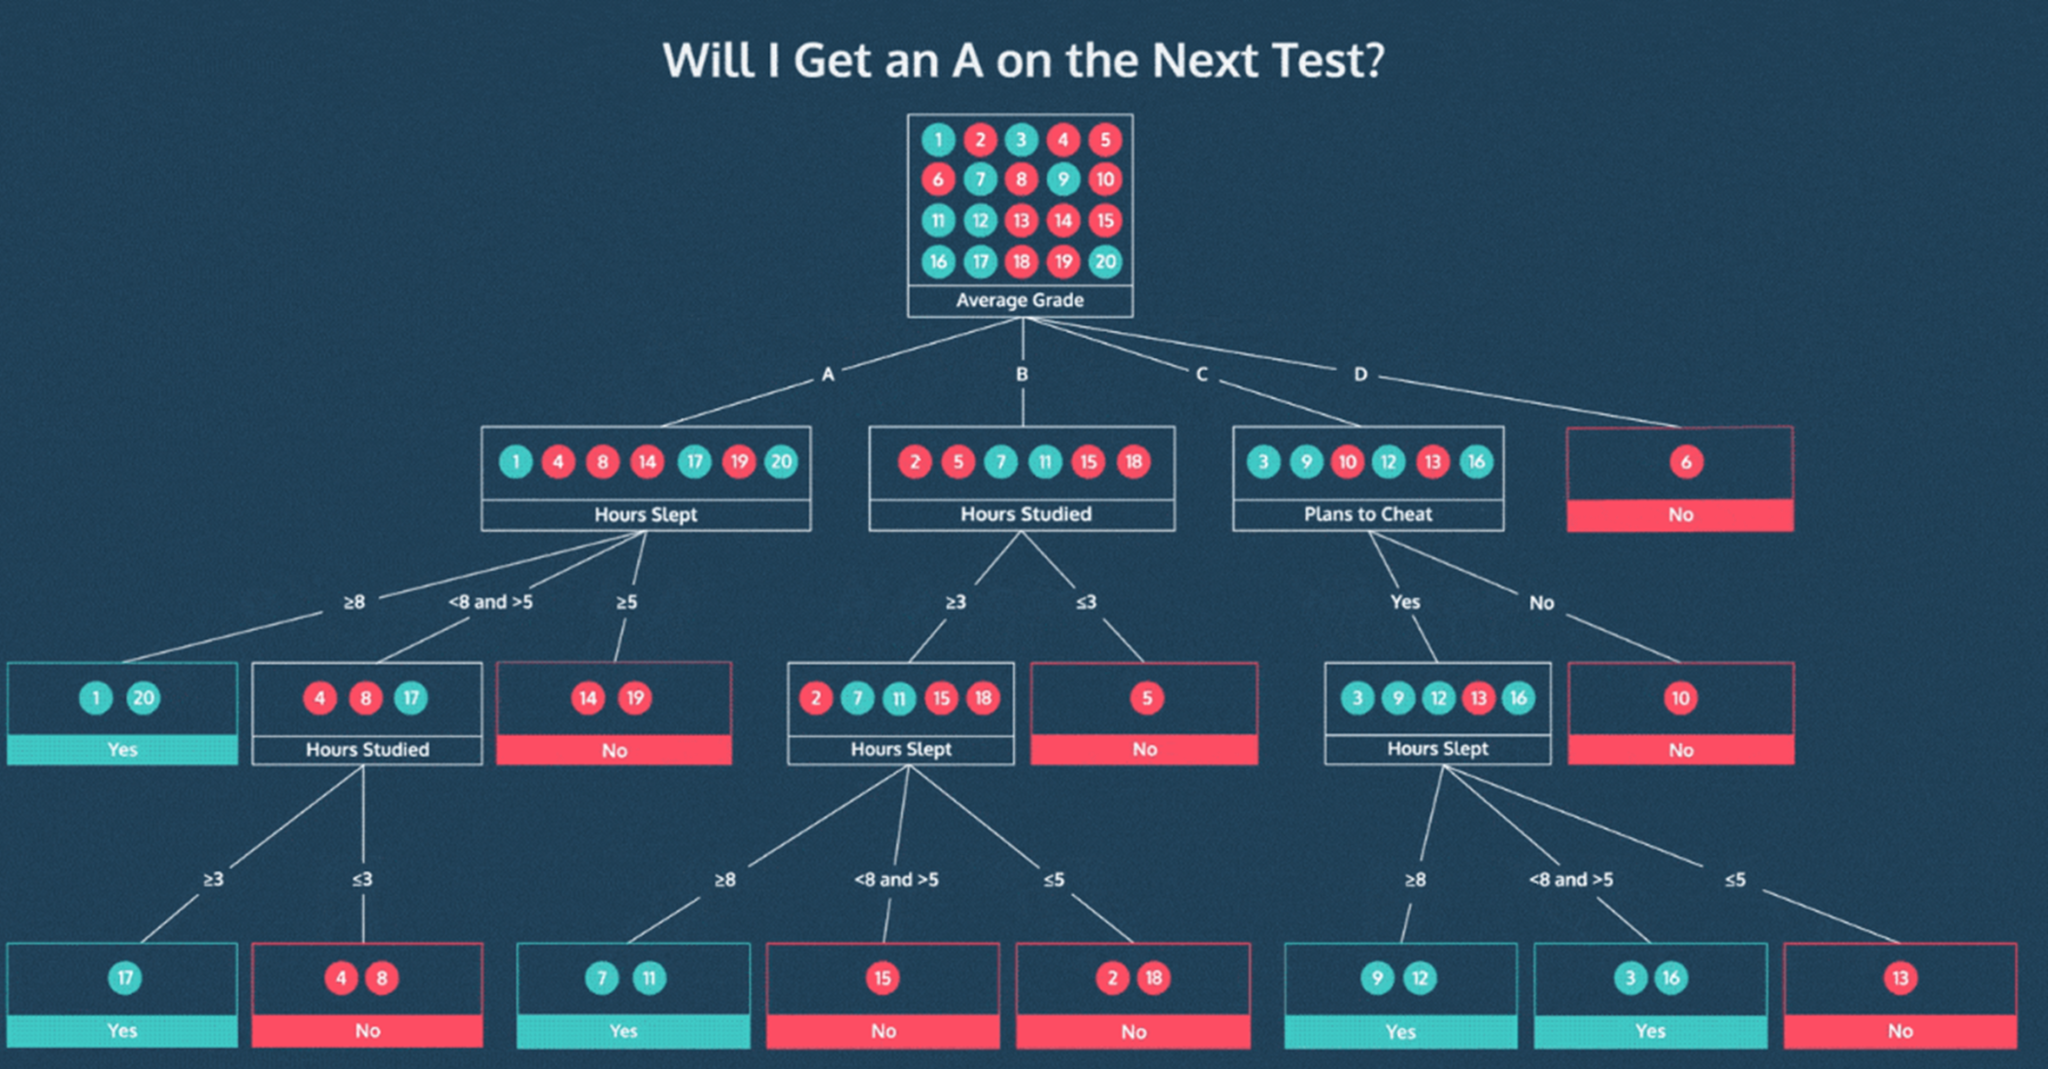 Will I Get an A on the Next Test?
1 2 3 4 5
6 7 8 9 10
11 12 13 14 15
16 17 18 19 20
Average Grade
A B C D
1 4 8 14 17 19 20
Hours Slept
2 5 7 11 15 18
Hours Studied
3 9 10 12 13 16
Plans to Cheat
6
No
≥8 <8 and >5 ≥5
≥3 ≤3
Yes No
1 20
Yes
4 8 17
Hours Studied
14 19
No
2 7 11 15 18
Hours Slept
5
No
3 9 12 13 16
Hours Slept
10
No
≥3 ≤3
≥8 <8 and >5 ≤5
≥8 <8 and >5 ≤5
17
Yes
4 8
No
7 11
Yes
15
No
2 18
No
9 12
Yes
3 16
Yes
13
No